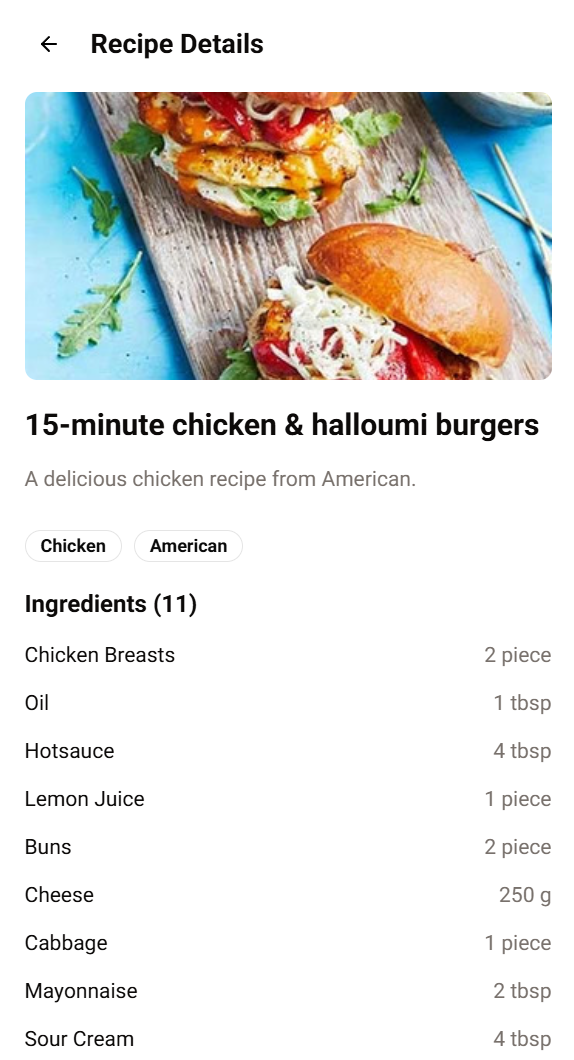 Recipe Details
15-minute chicken & halloumi burgers
A delicious chicken recipe from American.
Chicken American
Ingredients (11)
Chicken Breasts 2 piece
Oil 1 tbsp
Hotsauce 4 tbsp
Lemon Juice 1 piece
Buns 2 piece
Cheese 250 g
Cabbage 1 piece
Mayonnaise 2 tbsp
Sour Cream 4 tbsp